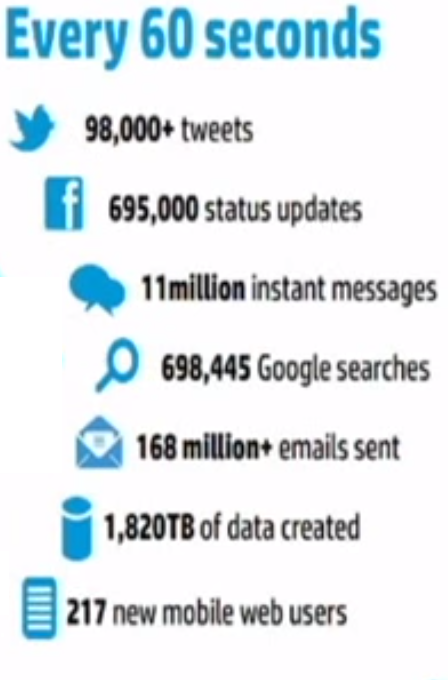 Every 60 seconds
98,000+ tweets
695,000 status updates
11million instant messages
698,445 Google searches
168 million+ emails sent
1,820TB of data created
217 new mobile web users